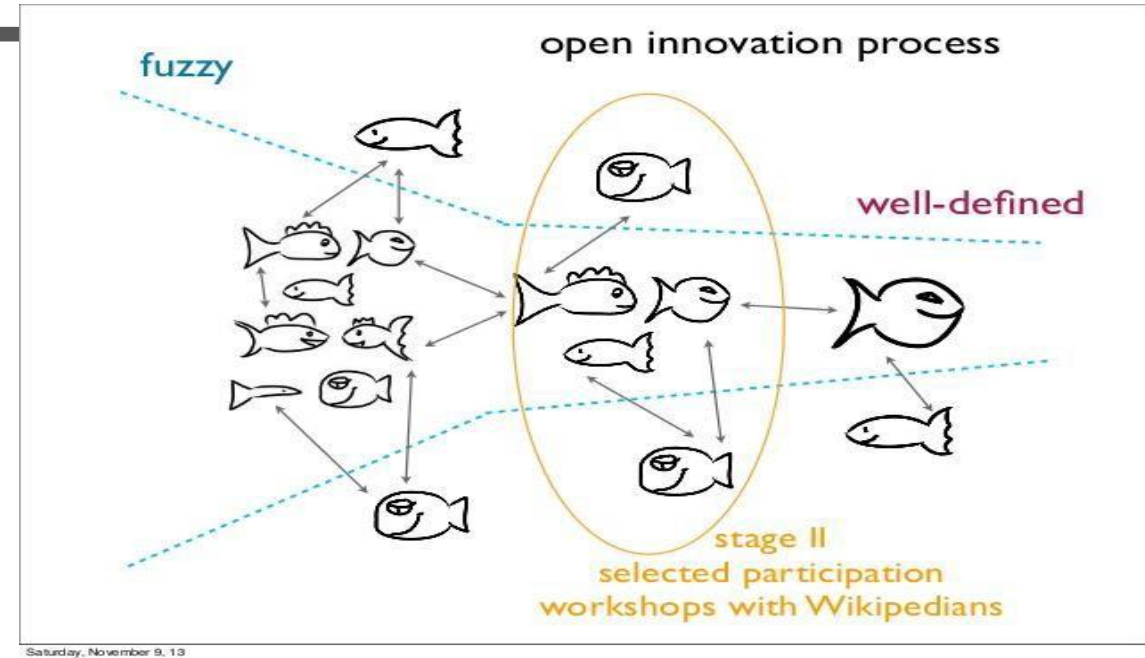 open innovation process
fuzzy
well-defined
stage II
selected participation
workshops with Wikipedians
Saturday, November 9, 13